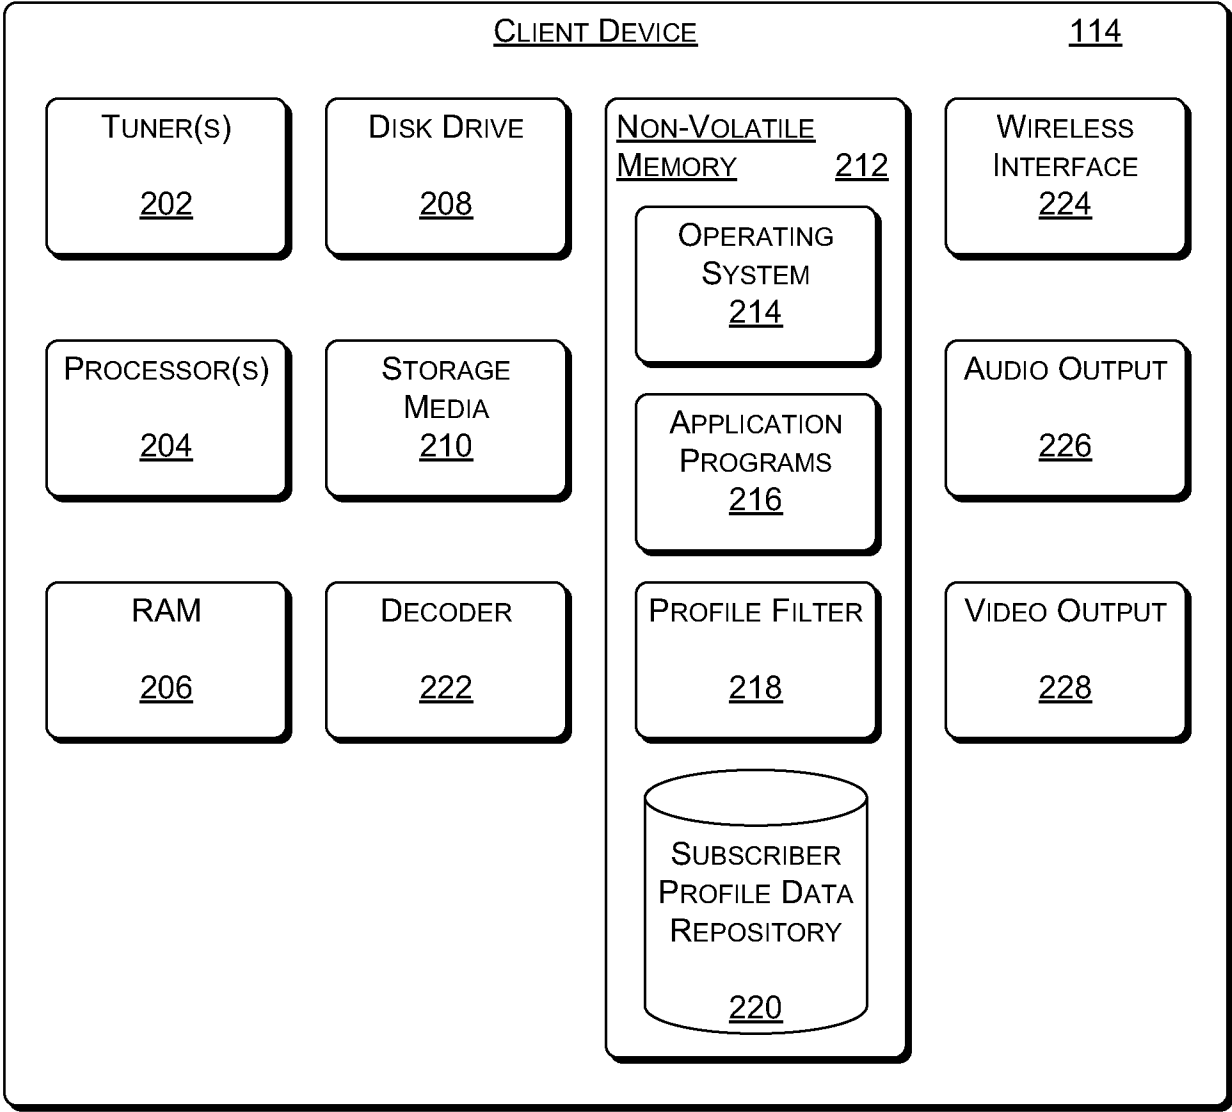 CLIENT DEVICE
114
TUNER(S)
202
DISK DRIVE
208
NON-VOLATILE
MEMORY 212
OPERATING
SYSTEM
214
WIRELESS
INTERFACE
224
PROCESSOR(S)
204
STORAGE
MEDIA
210
APPLICATION
PROGRAMS
216
AUDIO OUTPUT
226
RAM
206
DECODER
222
PROFILE FILTER
218
VIDEO OUTPUT
228
SUBSCRIBER
PROFILE DATA
REPOSITORY
220